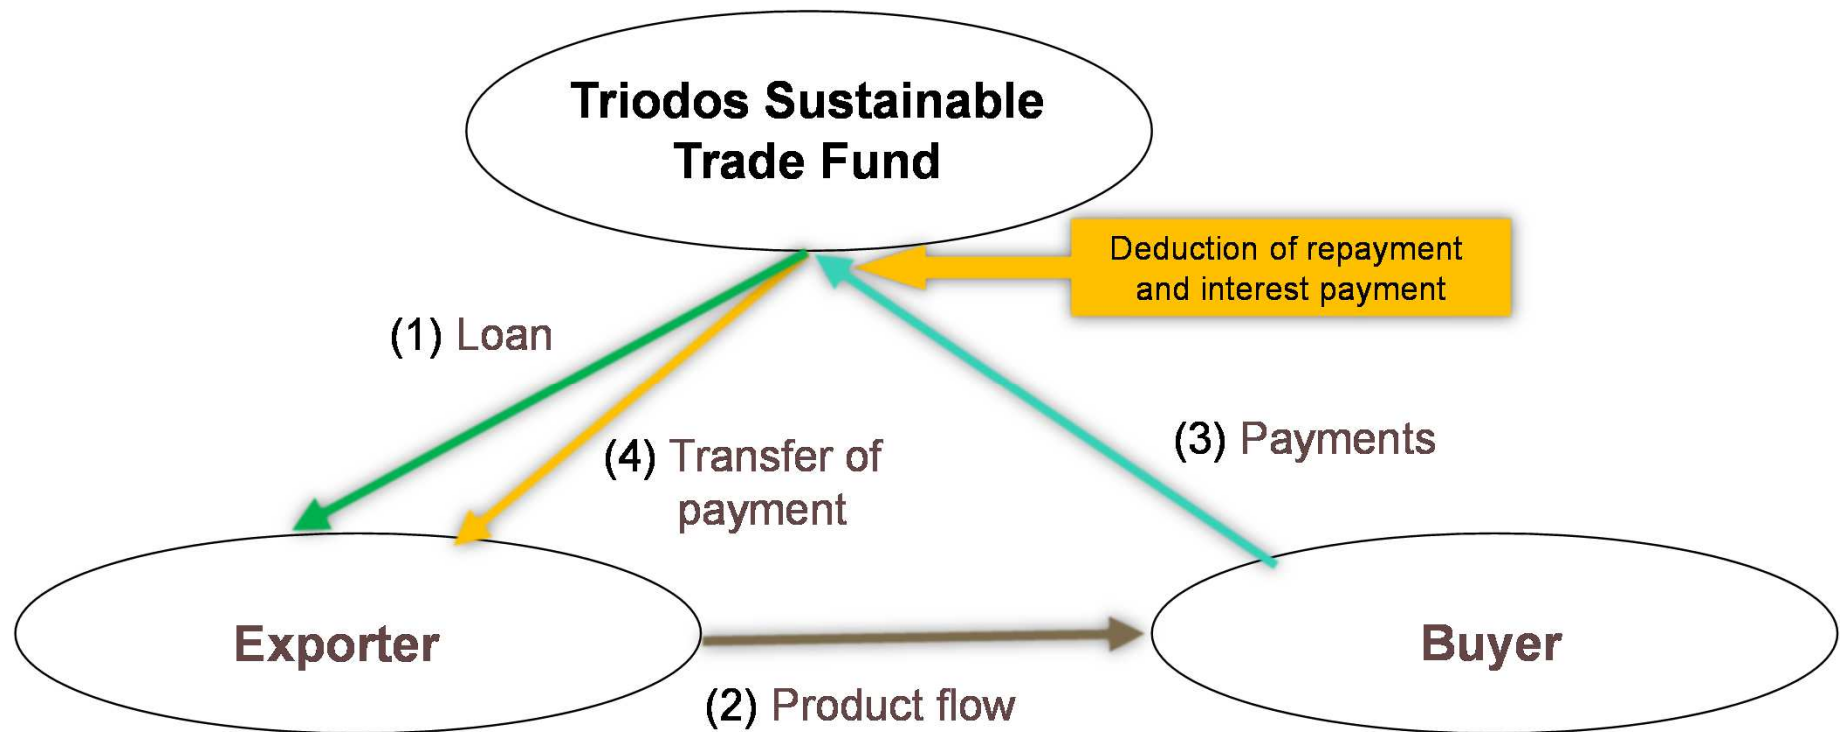 Triodos Sustainable
Trade Fund
Deduction of repayment
and interest payment
(1) Loan
(3) Payments
(4) Transfer of
payment
Exporter
Buyer
(2) Product flow